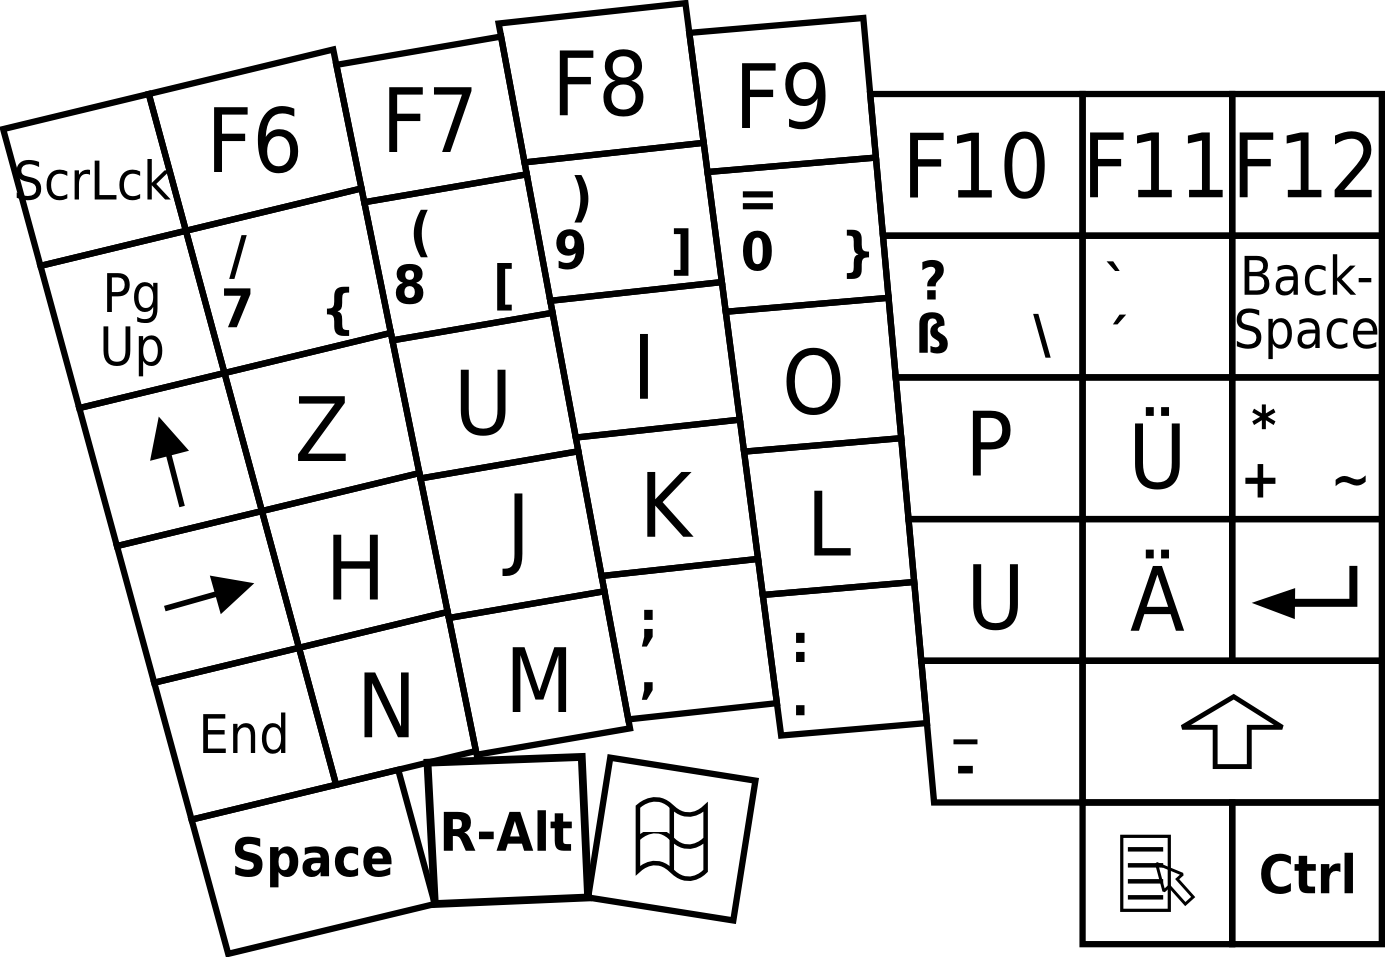 ScrLck F6 F7 F8 F9 F10 F11 F12
Pg
Up
/
7 {
(
8 [
)
9 ]
=
0 }
?
ß \
`
´
Back-
Space
Z U I O P Ü
*
+ ~
H J K L U Ä
End N M
;
,
:
.
_
-
Space R-Alt Ctrl